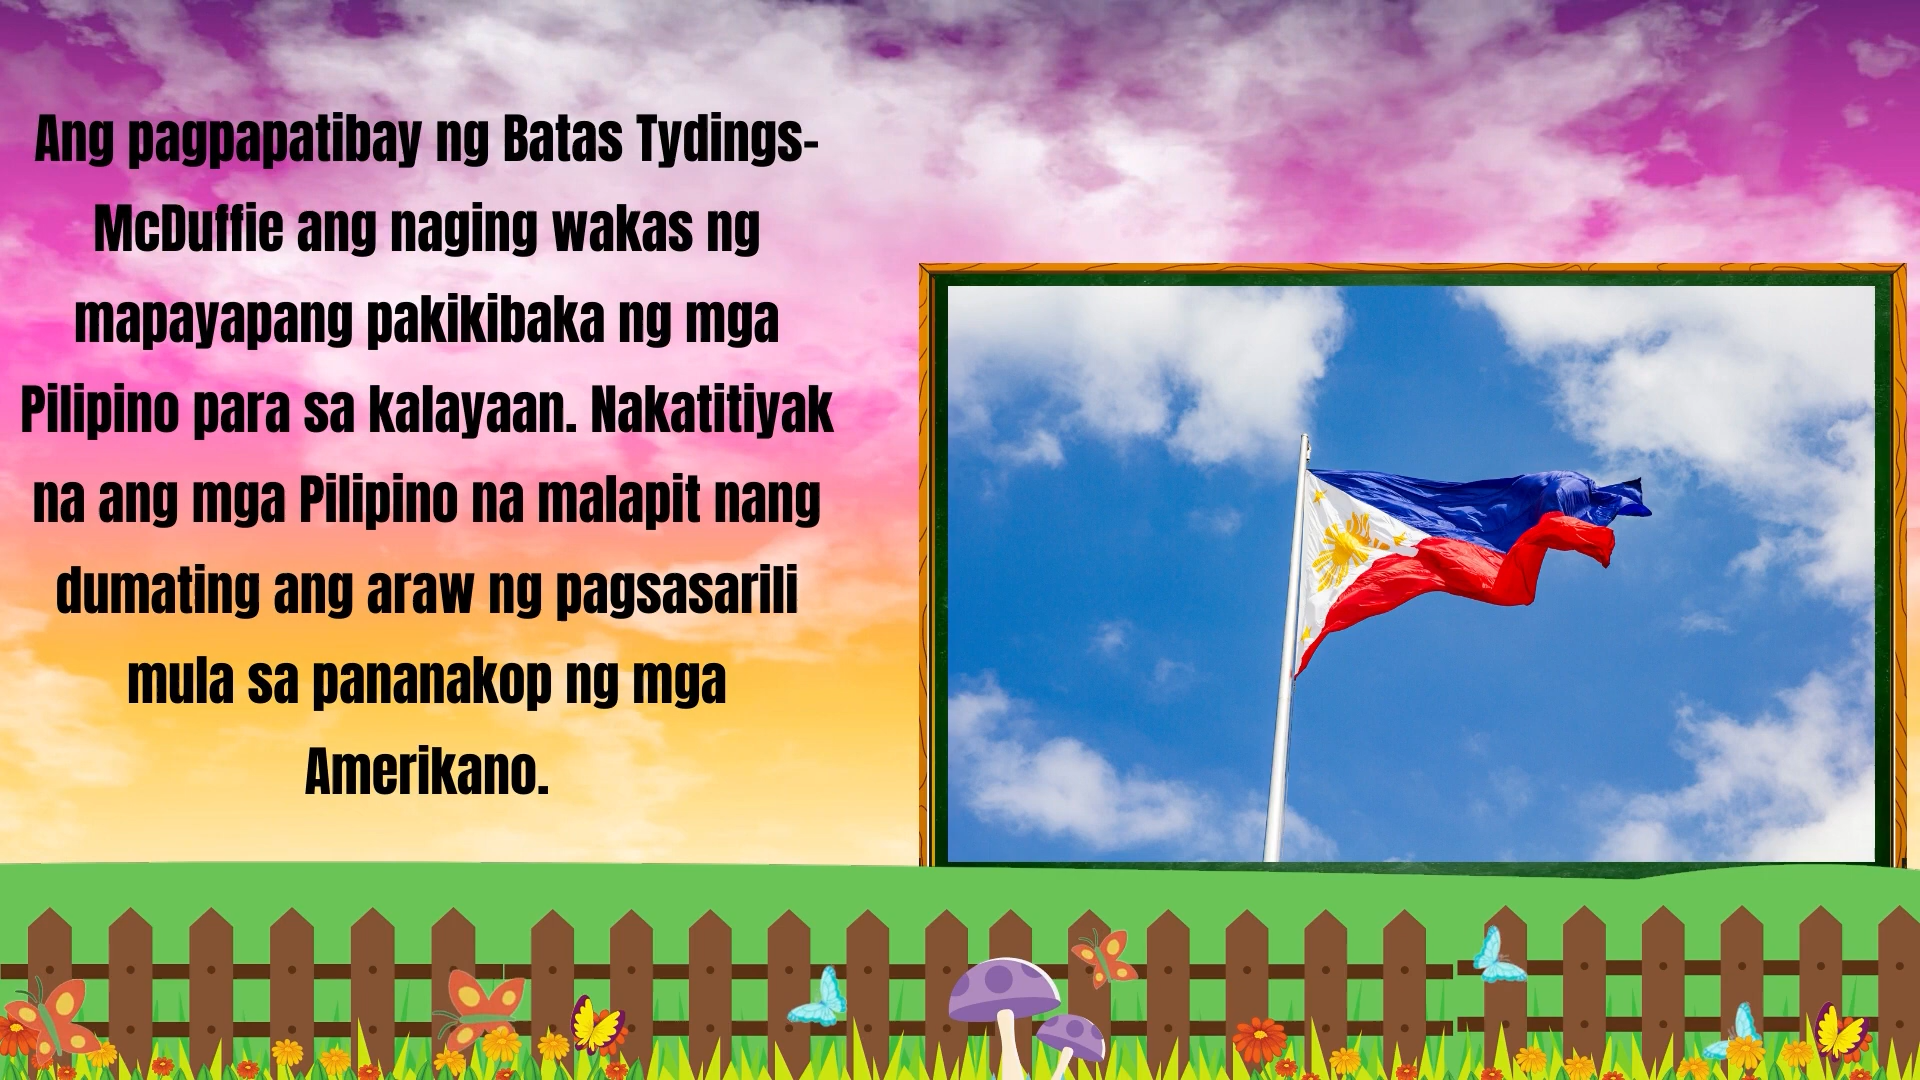 Ang pagpapatibay ng Batas Tydings-
McDuffie ang naging wakas ng
mapayapang pakikibaka ng mga
Pilipino para sa kalayaan. Nakatitiyak
na ang mga Pilipino na malapit nang
dumating ang araw ng pagsasarili
mula sa pananakop ng mga
Amerikano.